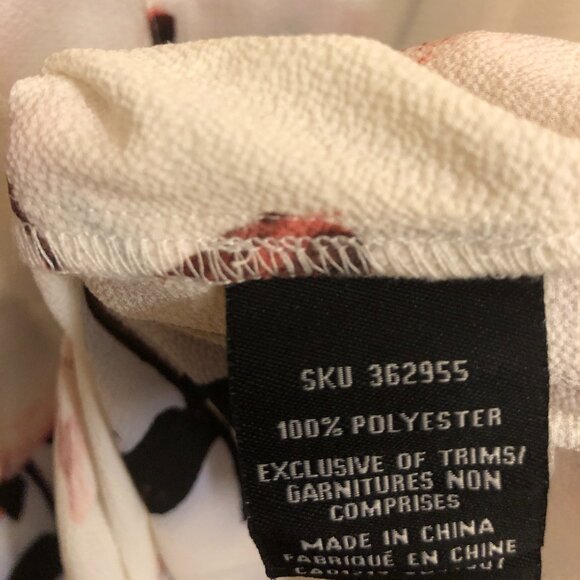 SKU 362955
100% POLYESTER
EXCLUSIVE OF TRIMS/
GARNITURES NON
COMPRISES
MADE IN CHINA
FABRIQUÉ EN CHINE